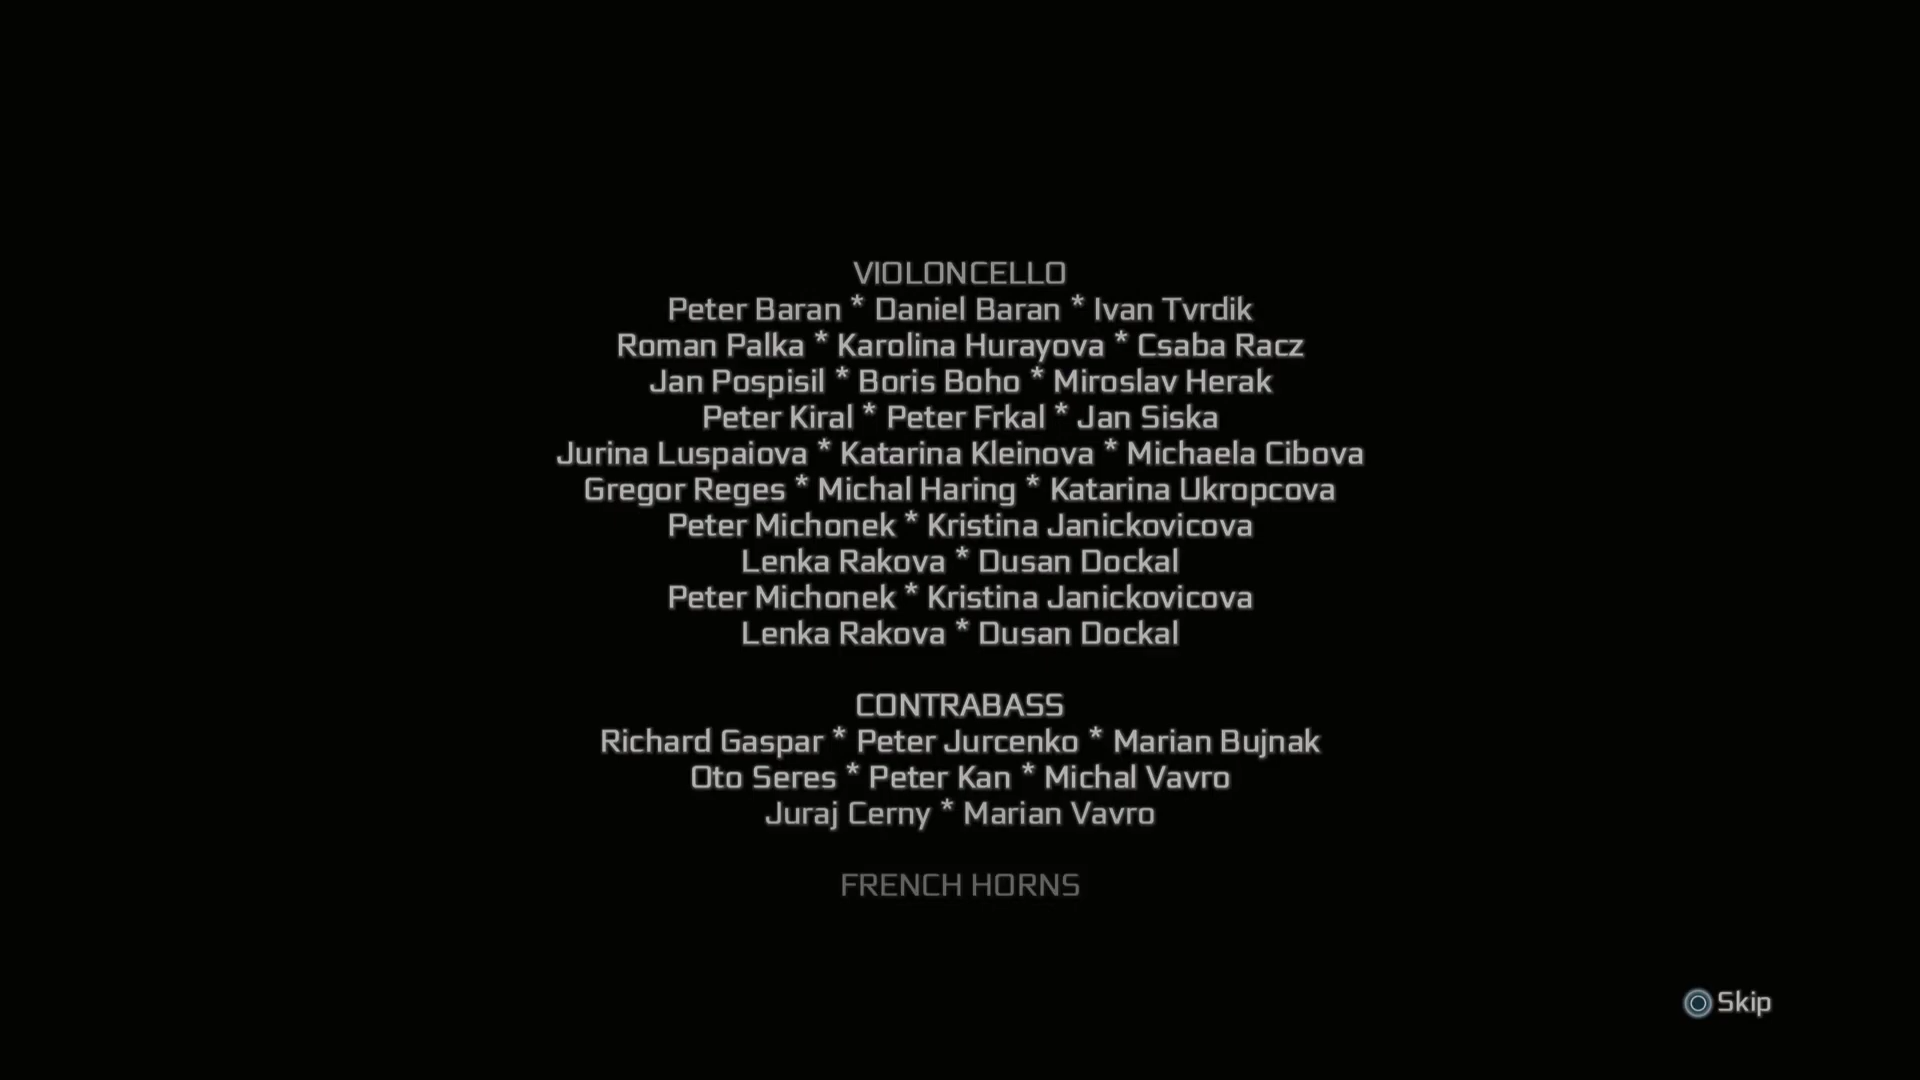 VIOLONCELLO
Peter Baran * Daniel Baran * Ivan Tvrdik
Roman Palka * Karolina Hurayova * Csaba Racz
Jan Pospisil * Boris Boho * Miroslav Herak
Peter Kiral * Peter Frkal * Jan Siska
Jurina Luspaiova * Katarina Kleinova * Michaela Cibova
Gregor Reges * Michal Haring * Katarina Ukropcova
Peter Michonek * Kristina Janickovicova
Lenka Rakova * Dusan Dockal
Peter Michonek * Kristina Janickovicova
Lenka Rakova * Dusan Dockal
CONTRABASS
Richard Gaspar * Peter Jurcenko * Marian Bujnak
Oto Seres * Peter Kan * Michal Vavro
Juraj Cerny * Marian Vavro
FRENCH HORNS
Skip